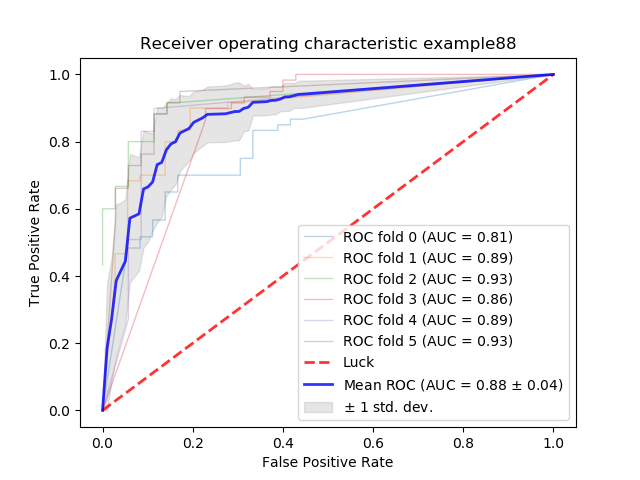 Receiver operating characteristic example88
True Positive Rate
1.0
0.8
0.6
0.4
0.2
0.0
ROC fold 0 (AUC = 0.81)
ROC fold 1 (AUC = 0.89)
ROC fold 2 (AUC = 0.93)
ROC fold 3 (AUC = 0.86)
ROC fold 4 (AUC = 0.89)
ROC fold 5 (AUC = 0.93)
Luck
Mean ROC (AUC = 0.88 ± 0.04)
± 1 std. dev.
0.0 0.2 0.4 0.6 0.8 1.0
False Positive Rate